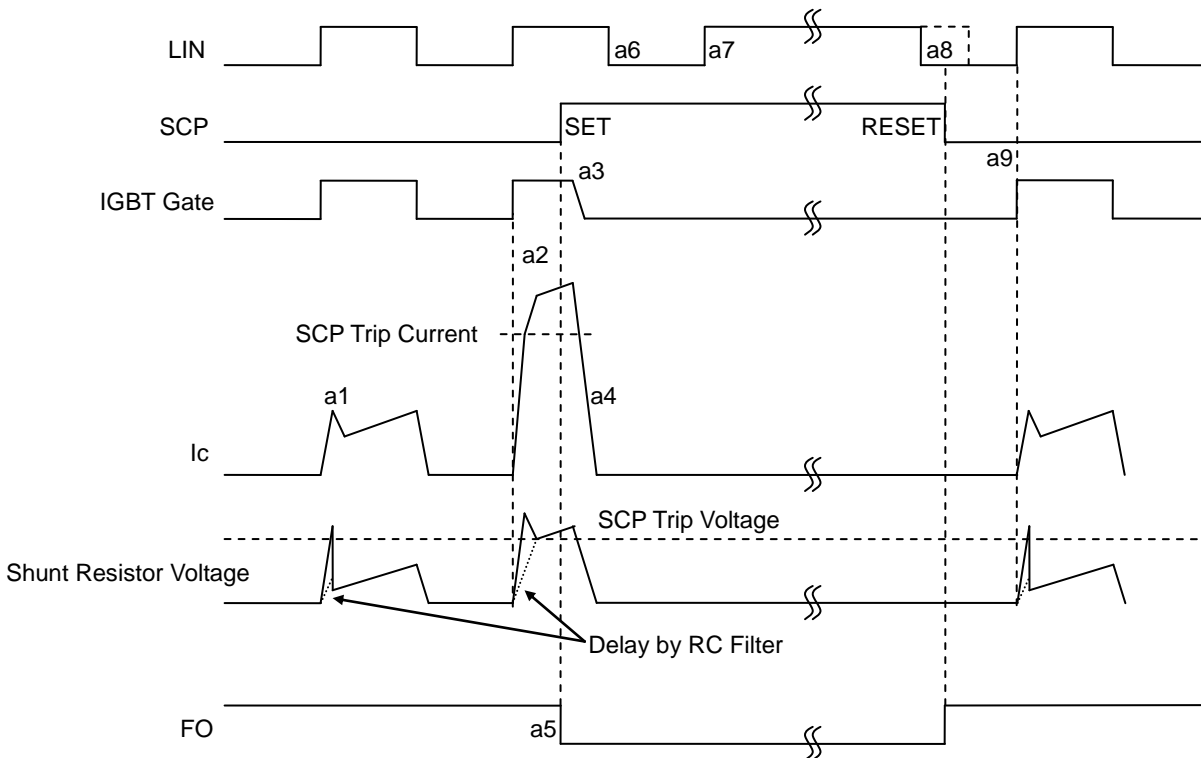 LIN
a6
a7
a8
SCP
SET
RESET
a9
a3
IGBT Gate
a2
SCP Trip Current
a1
a4
Ic
SCP Trip Voltage
Shunt Resistor Voltage
Delay by RC Filter
FO
a5